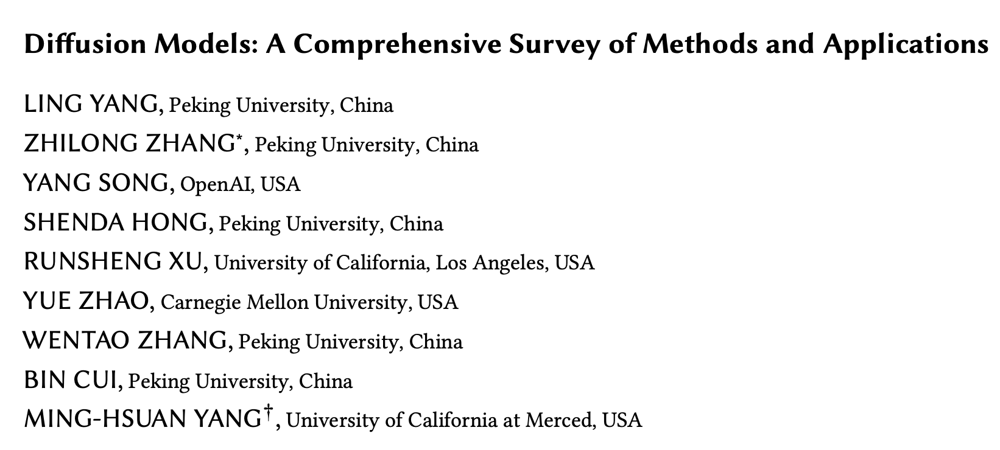 Diffusion Models: A Comprehensive Survey of Methods and Applications
LING YANG, Peking University, China
ZHILONG ZHANG*, Peking University, China
YANG SONG, OpenAI, USA
SHENDA HONG, Peking University, China
RUNSHENG XU, University of California, Los Angeles, USA
YUE ZHAO, Carnegie Mellon University, USA
WENTAO ZHANG, Peking University, China
BIN CUI, Peking University, China
MING-HSUAN YANG†, University of California at Merced, USA